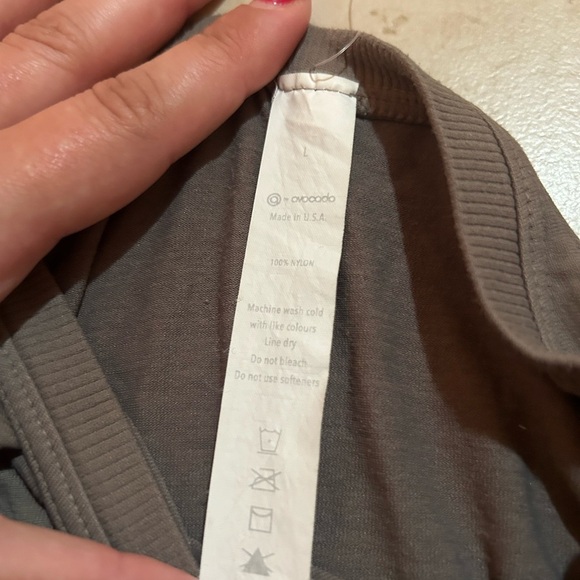 L
@ by avocado
Made in U.S.A.
100% NYLON
Machine wash cold
with like colours
Line dry
Do not bleach
Do not use softeners